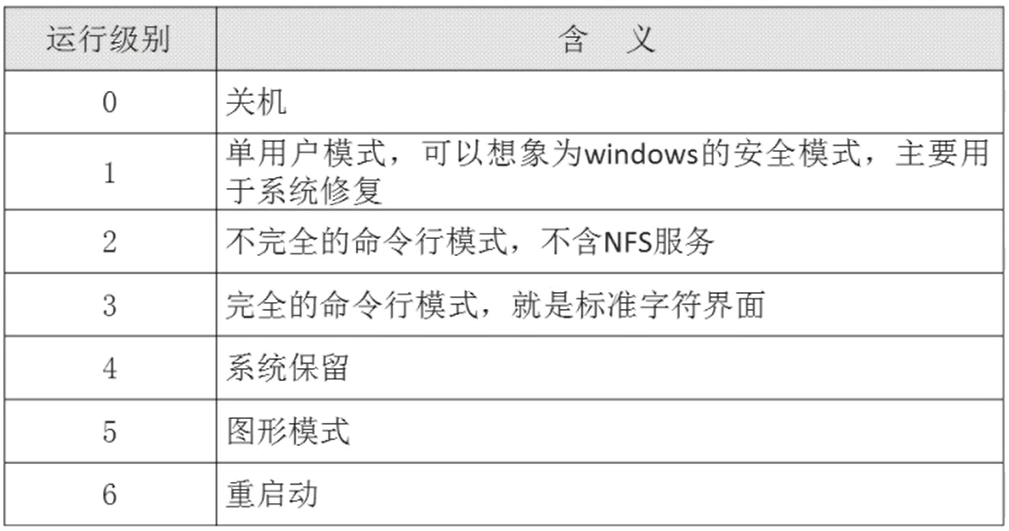 运行级别 含 义
0 关机
1 单用户模式，可以想象为windows的安全模式，主要用
于系统修复
2 不完全的命令行模式，不含NFS服务
3 完全的命令行模式，就是标准字符界面
4 系统保留
5 图形模式
6 重启动